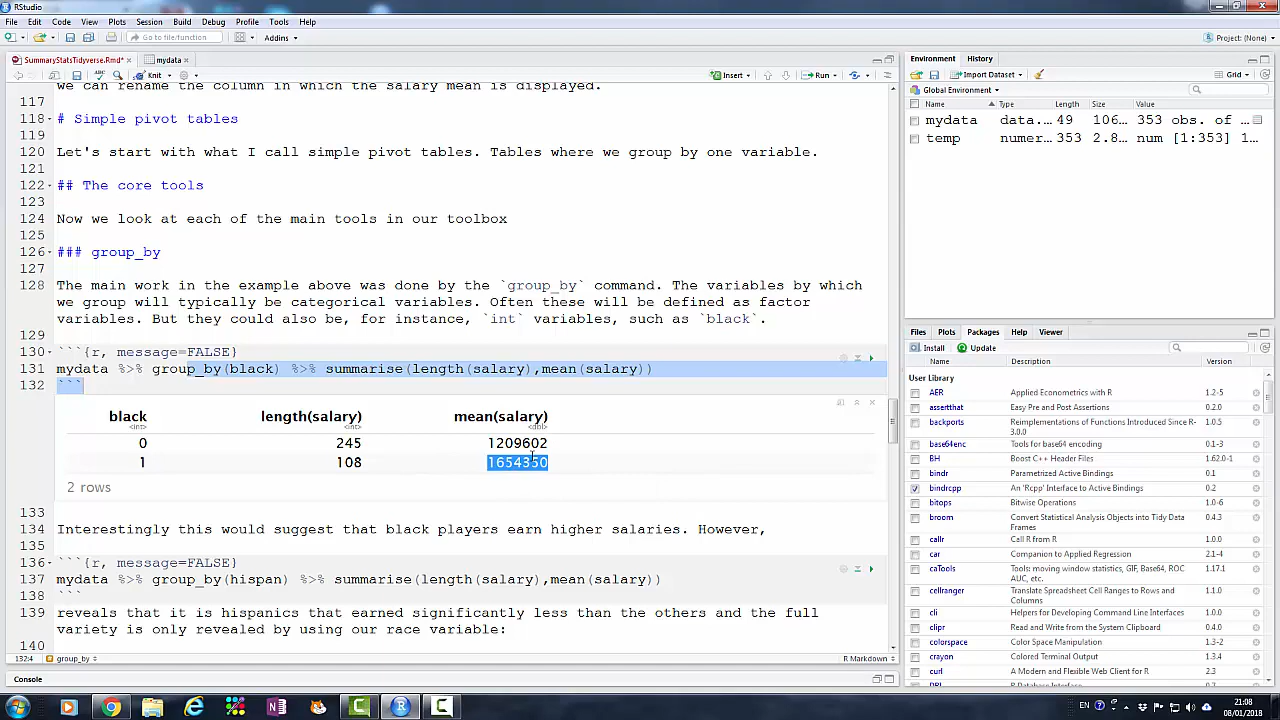 RStudio
File Edit Code View Plots Session Build Debug Profile Tools Help
Go to file/function Addins Project: (None)
SummaryStatsTidyverse.Rmd* mydata
Knit Insert Run
we can rename the column in which the salary mean is displayed.
117
118 # Simple pivot tables
119
120 Let's start with what I call simple pivot tables. Tables where we group by one variable.
121
122 ## The core tools
123
124 Now we look at each of the main tools in our toolbox
125
126 ### group_by
127
128 The main work in the example above was done by the `group_by` command. The variables by which
we group will typically be categorical variables. Often these will be defined as factor
variables. But they could also be, for instance, `int` variables, such as `black`.
129
130 ```{r, message=FALSE}
131 mydata %>% group_by(black) %>% summarise(length(salary),mean(salary))
132 ```
black length(salary) mean(salary)
<int> <int> <dbl>
0 245 1209602
1 108 1654350
2 rows
133
134 Interestingly this would suggest that black players earn higher salaries. However,
135
136 ```{r, message=FALSE}
137 mydata %>% group_by(hispan) %>% summarise(length(salary),mean(salary))
138 ```
139 reveals that it is hispanics that earned significantly less than the others and the full
variety is only revealed by using our race variable:
140
132:4 group_by R Markdown
Console
Environment History
Import Dataset Grid
Global Environment
Name Type Length Size Value
mydata data.... 49 106... 353 obs. of ...
temp numer... 353 2.8... num [1:353] 1...
Files Plots Packages Help Viewer
Install Update
Name Description Version
User Library
AER Applied Econometrics with R 1.2-5
assertthat Easy Pre and Post Assertions 0.2.0
backports Reimplementations of Functions Introduced Since R-3.0.0 1.1.0
base64enc Tools for base64 encoding 0.1-3
BH Boost C++ Header Files 1.62.0-1
bindr Parametrized Active Bindings 0.1
bindrcpp An 'Rcpp' Interface to Active Bindings 0.2
bitops Bitwise Operations 1.0-6
broom Convert Statistical Analysis Objects into Tidy Data Frames 0.4.3
callr Call R from R 1.0.0
car Companion to Applied Regression 2.1-4
caTools Tools: moving window statistics, GIF, Base64, ROC AUC, etc. 1.17.1
cellranger Translate Spreadsheet Cell Ranges to Rows and Columns 1.1.0
cli Helpers for Developing Command Line Interfaces 1.0.0
clipr Read and Write from the System Clipboard 0.4.0
colorspace Color Space Manipulation 1.3-2
crayon Colored Terminal Output 1.3.4
curl A Modern and Flexible Web Client for R 2.3
EN 21:08
08/01/2018